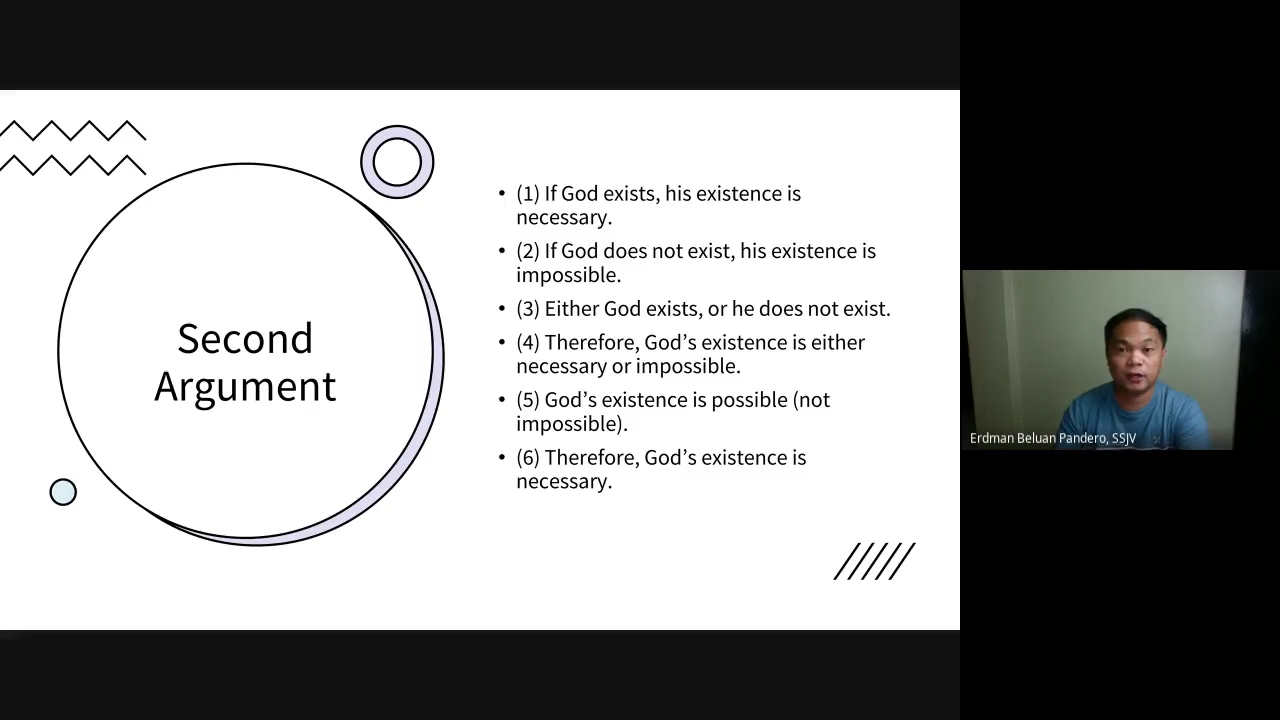 Second
Argument
• (1) If God exists, his existence is
necessary.
• (2) If God does not exist, his existence is
impossible.
• (3) Either God exists, or he does not exist.
• (4) Therefore, God’s existence is either
necessary or impossible.
• (5) God’s existence is possible (not
impossible).
• (6) Therefore, God’s existence is
necessary.
Erdman Beluan Pandero, SSJV